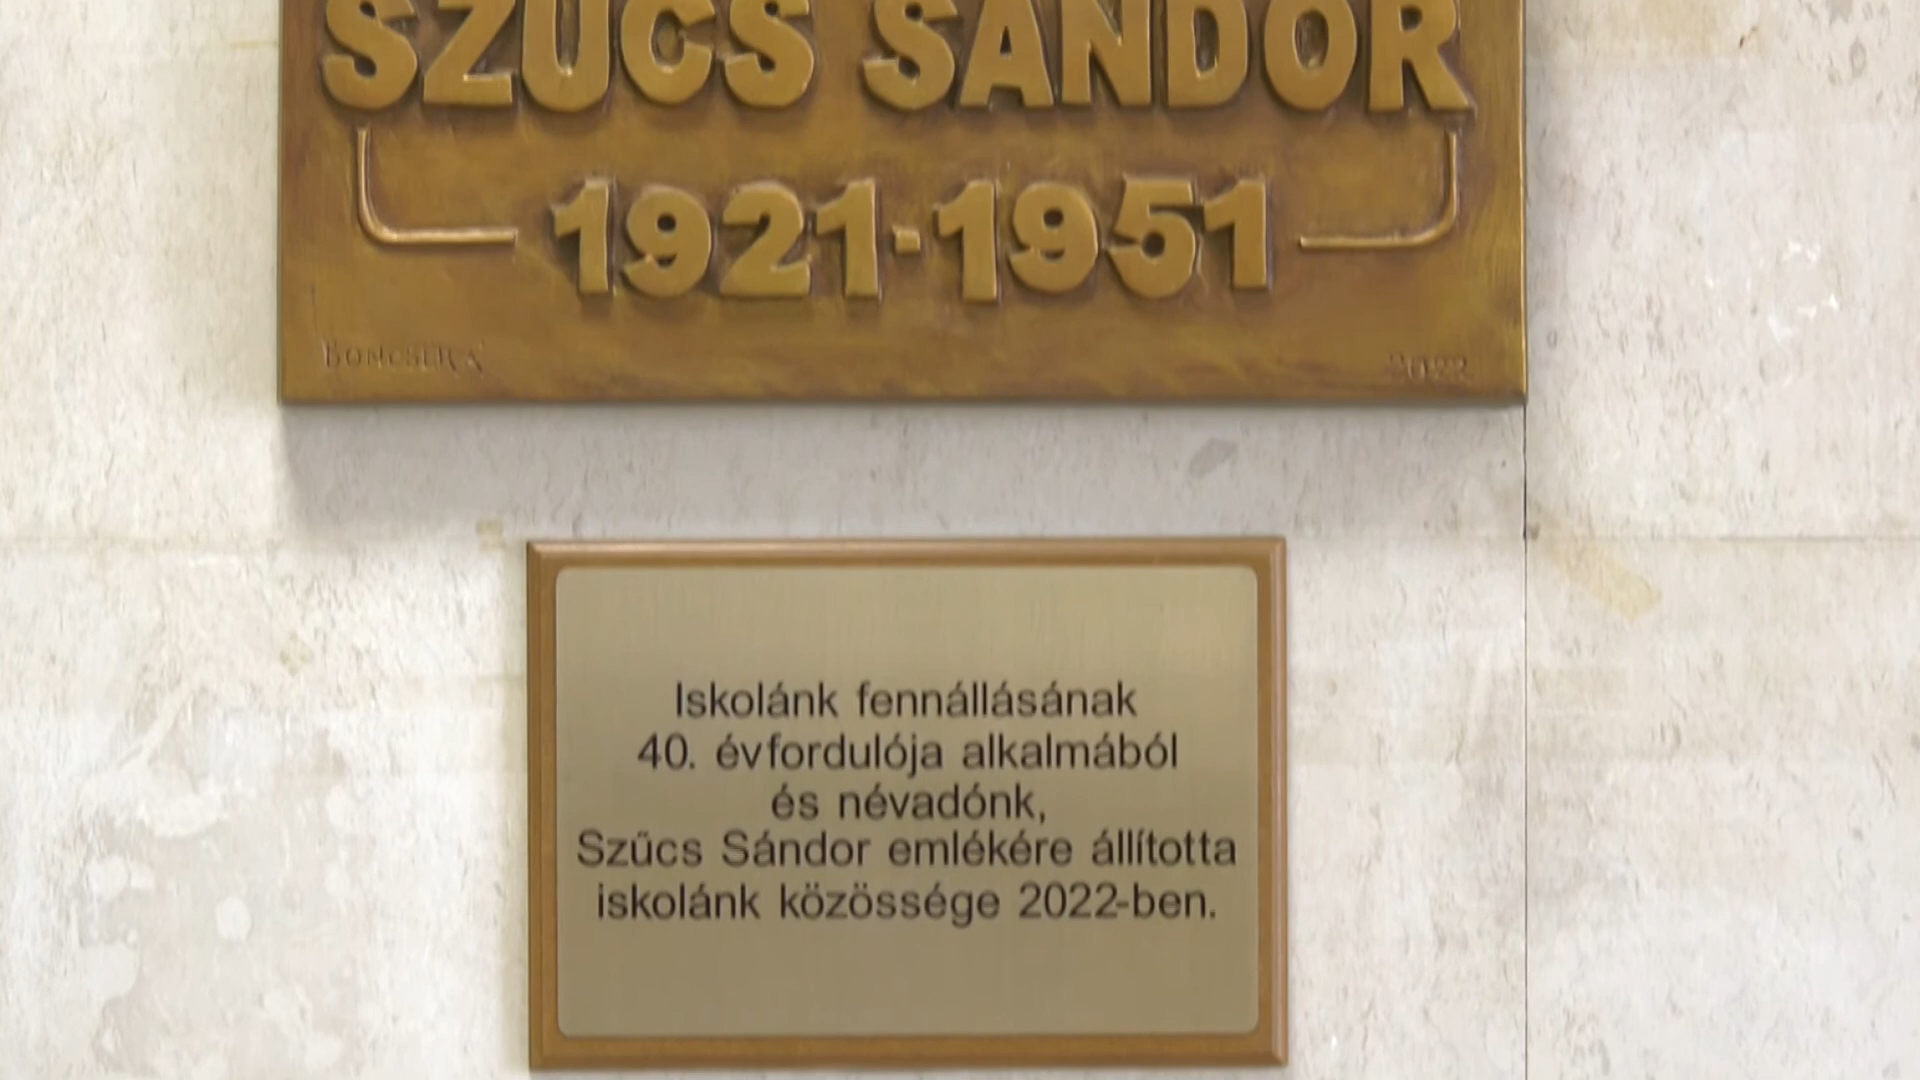 SZŰCS SÁNDOR
1921-1951
2022
Iskolánk fennállásának
40. évfordulója alkalmából
és névadónk,
Szűcs Sándor emlékére állította
iskolánk közössége 2022-ben.